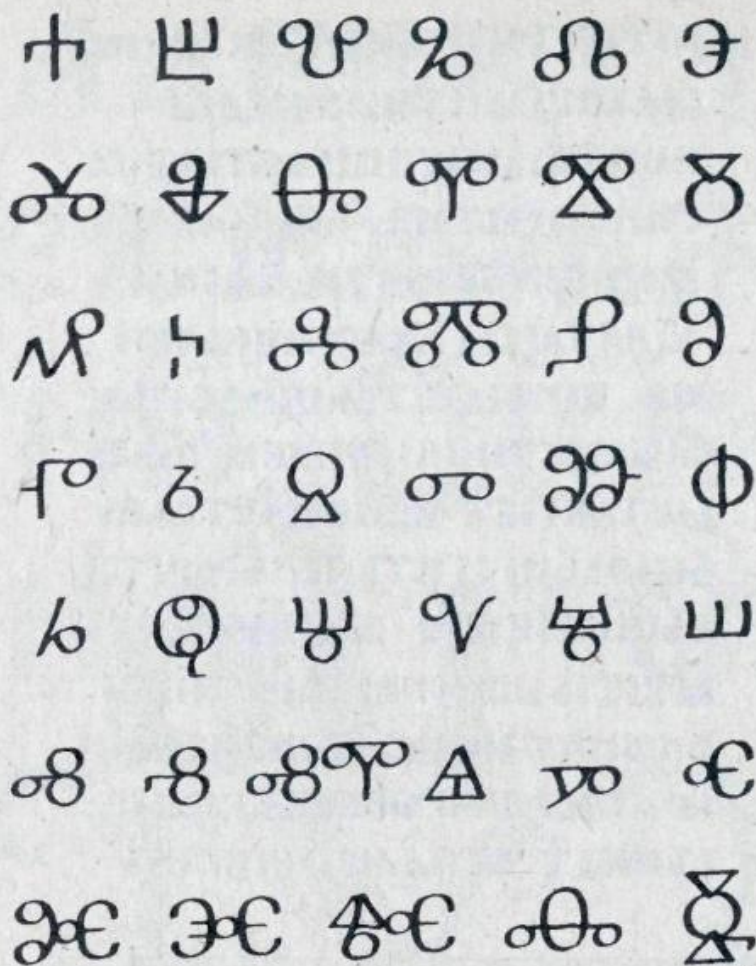 Ⰰ Ⰱ Ⰲ Ⰳ Ⰴ Ⰵ
Ⰶ Ⰷ Ⰸ Ⰺ Ⰹ Ⰻ
Ⰼ Ⰽ Ⰾ Ⰿ Ⱀ Ⱁ
Ⱂ Ⱃ Ⱄ Ⱅ Ⱆ Ⱇ
Ⱈ Ⱉ Ⱋ Ⱌ Ⱍ Ⱎ
Ⱏ Ⱐ ⰟⰊ Ⱑ Ⱓ Ⱔ
Ⱘ Ⱗ Ⱙ Ⱚ Ⱛ